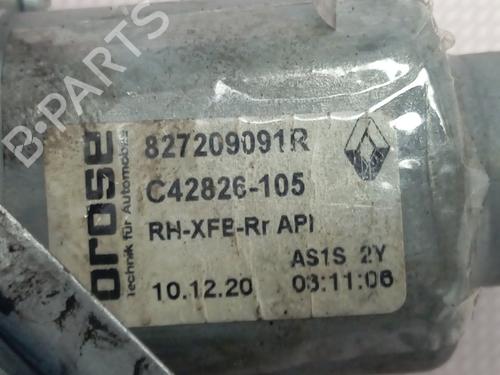 827209091R
C42826-105
RH-XFB-Rr API
AS1S 2Y
10.12.20 03:11:06
brose
Technik für Automobile
B-PARTS